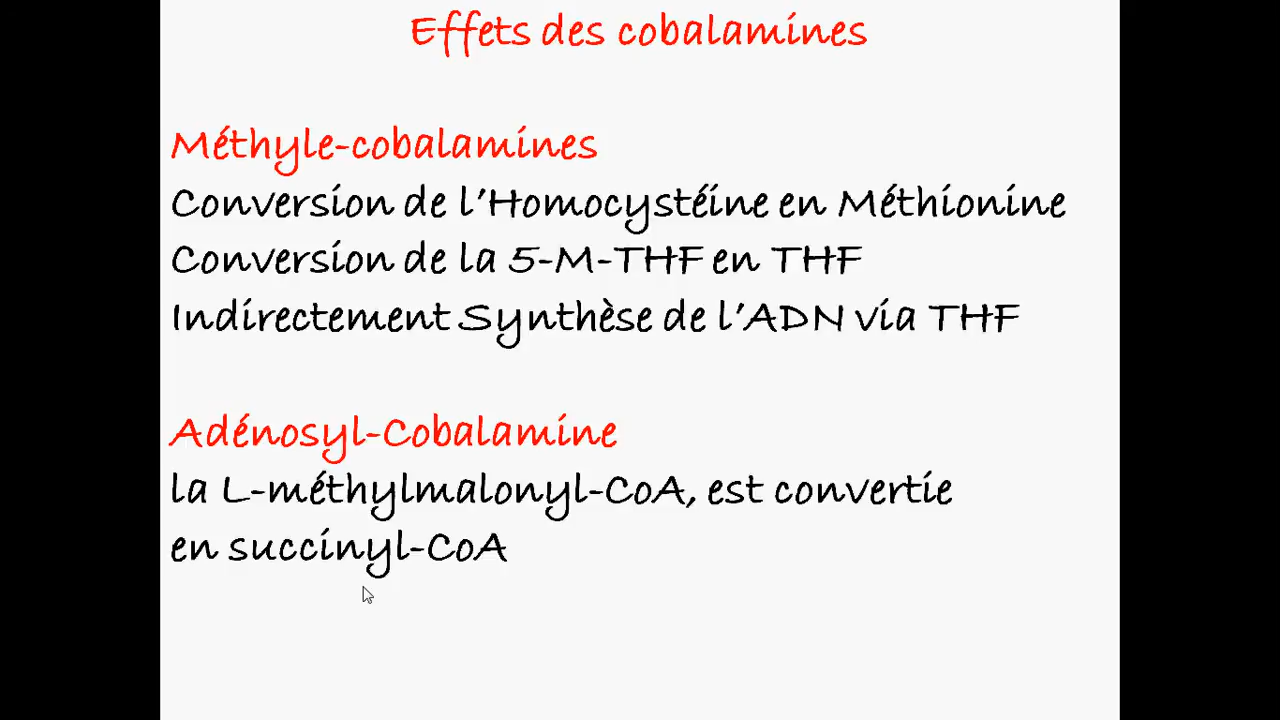 Effets des cobalamines
Méthyle-cobalamines
Conversion de l'Homocystéine en Méthionine
Conversion de la 5-M-THF en THF
Indirectement Synthèse de l'ADN via THF
Adénosyl-Cobalamine
la L-méthylmalonyl-CoA, est convertie
en succinyl-CoA